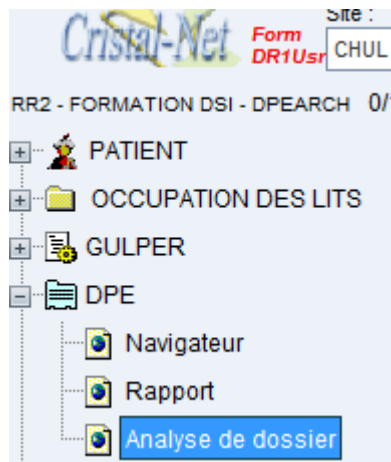 Site :
Cristal-Net Form
DR1Usr CHUL
RR2 - FORMATION DSI - DPEARCH 0/
PATIENT
OCCUPATION DES LITS
GULPER
DPE
Navigateur
Rapport
Analyse de dossier